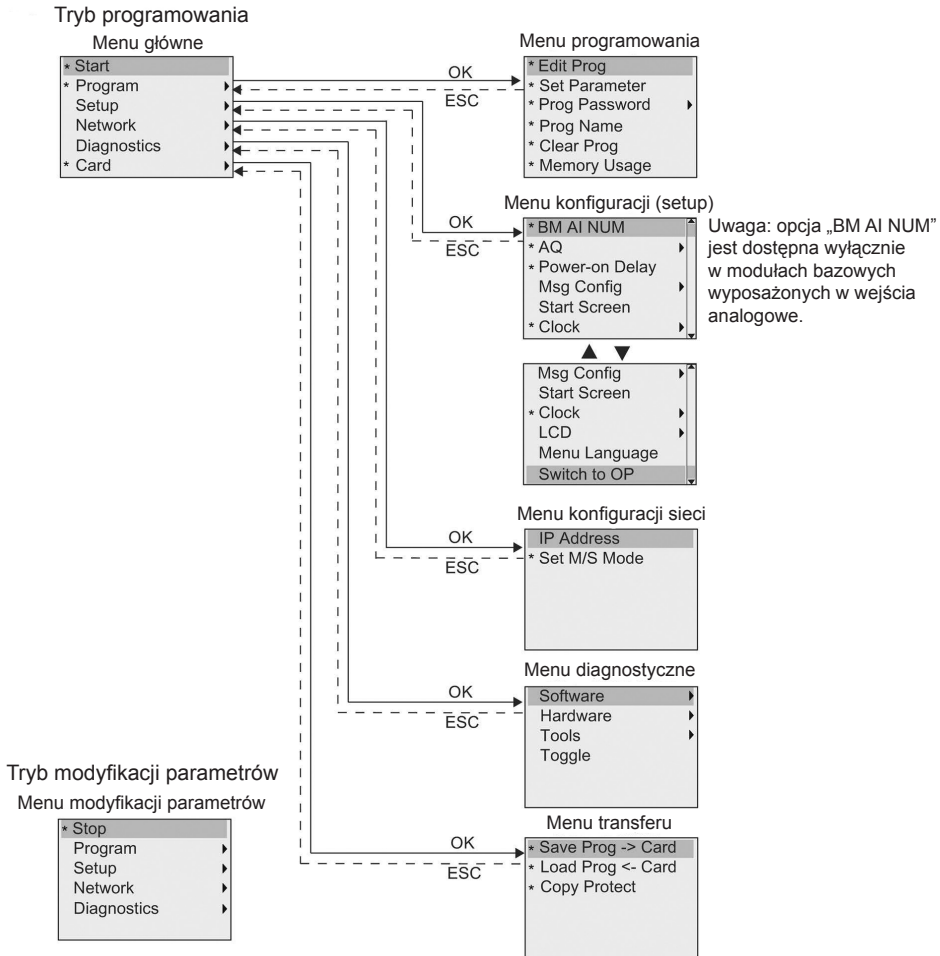 Tryb programowania
Menu główne
* Start
* Program
Setup
Network
Diagnostics
* Card
OK
ESC
Menu programowania
* Edit Prog
* Set Parameter
* Prog Password
* Prog Name
* Clear Prog
* Memory Usage
OK
ESC
Menu konfiguracji (setup)
* BM AI NUM
* AQ
* Power-on Delay
Msg Config
Start Screen
* Clock
Uwaga: opcja „BM AI NUM”
jest dostępna wyłącznie
w modułach bazowych
wyposażonych w wejścia
analogowe.
Msg Config
Start Screen
* Clock
LCD
Menu Language
Switch to OP
OK
ESC
Menu konfiguracji sieci
IP Address
* Set M/S Mode
OK
ESC
Menu diagnostyczne
Software
Hardware
Tools
Toggle
Tryb modyfikacji parametrów
Menu modyfikacji parametrów
* Stop
Program
Setup
Network
Diagnostics
OK
ESC
Menu transferu
* Save Prog -> Card
* Load Prog <- Card
* Copy Protect